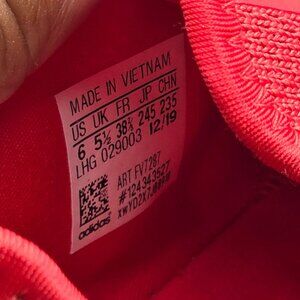 MADE IN VIETNAM
US UK FR JP CHN
6 5½ 38⅔ 245 235
LHG 029003 12/19
ART FV7287
#124343527
adidas